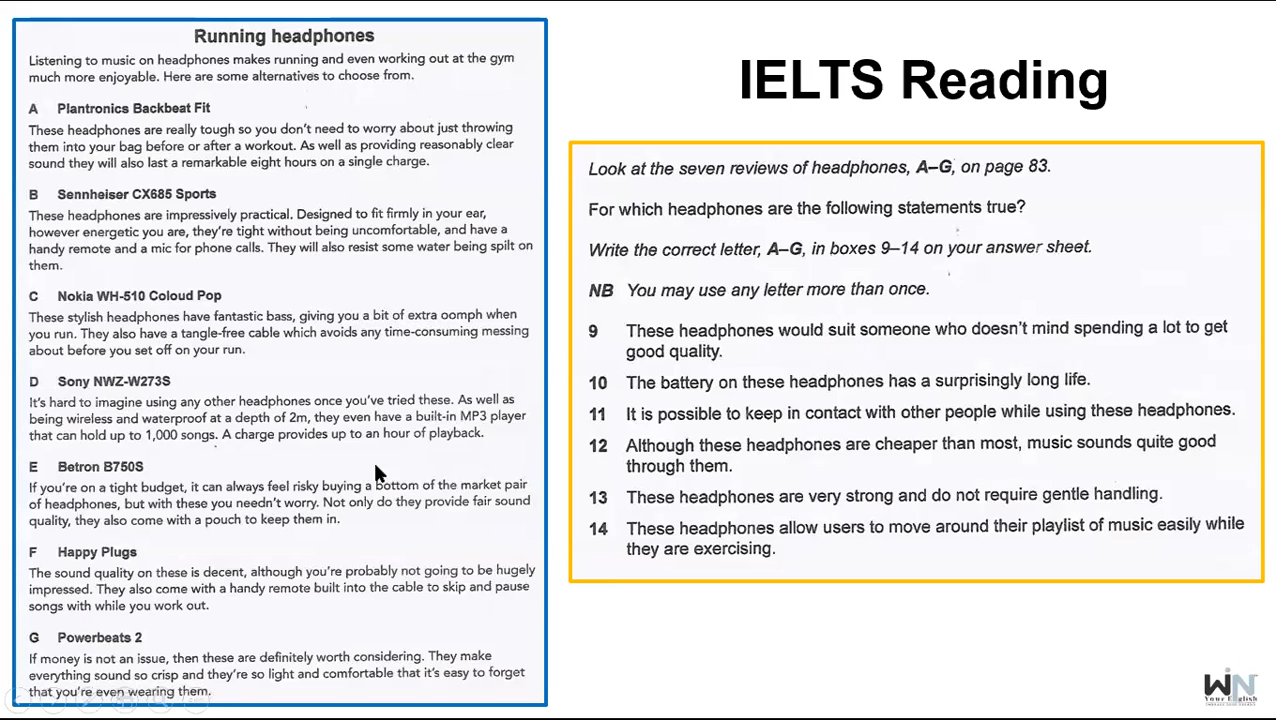 Running headphones
Listening to music on headphones makes running and even working out at the gym
much more enjoyable. Here are some alternatives to choose from.
A Plantronics Backbeat Fit
These headphones are really tough so you don't need to worry about just throwing
them into your bag before or after a workout. As well as providing reasonably clear
sound they will also last a remarkable eight hours on a single charge.
B Sennheiser CX685 Sports
These headphones are impressively practical. Designed to fit firmly in your ear,
however energetic you are, they're tight without being uncomfortable, and have a
handy remote and a mic for phone calls. They will also resist some water being spilt on
them.
C Nokia WH-510 Coloud Pop
These stylish headphones have fantastic bass, giving you a bit of extra oomph when
you run. They also have a tangle-free cable which avoids any time-consuming messing
about before you set off on your run.
D Sony NWZ-W273S
It's hard to imagine using any other headphones once you've tried these. As well as
being wireless and waterproof at a depth of 2m, they even have a built-in MP3 player
that can hold up to 1,000 songs. A charge provides up to an hour of playback.
E Betron B750S
If you're on a tight budget, it can always feel risky buying a bottom of the market pair
of headphones, but with these you needn't worry. Not only do they provide fair sound
quality, they also come with a pouch to keep them in.
F Happy Plugs
The sound quality on these is decent, although you're probably not going to be hugely
impressed. They also come with a handy remote built into the cable to skip and pause
songs with while you work out.
G Powerbeats 2
If money is not an issue, then these are definitely worth considering. They make
everything sound so crisp and they're so light and comfortable that it's easy to forget
that you're even wearing them.
IELTS Reading
Look at the seven reviews of headphones, A–G, on page 83.
For which headphones are the following statements true?
Write the correct letter, A–G, in boxes 9–14 on your answer sheet.
NB You may use any letter more than once.
9 These headphones would suit someone who doesn't mind spending a lot to get
good quality.
10 The battery on these headphones has a surprisingly long life.
11 It is possible to keep in contact with other people while using these headphones.
12 Although these headphones are cheaper than most, music sounds quite good
through them.
13 These headphones are very strong and do not require gentle handling.
14 These headphones allow users to move around their playlist of music easily while
they are exercising.
WIN
Your English